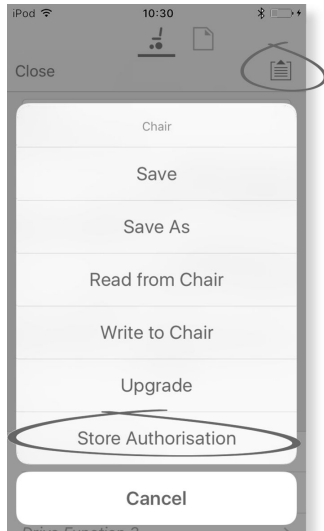 iPod 10:30
Close
Chair
Save
Save As
Read from Chair
Write to Chair
Upgrade
Store Authorisation
Cancel